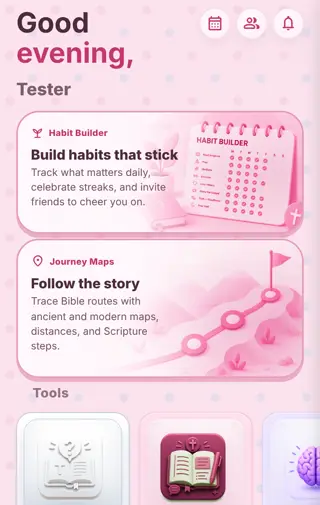 Good
evening,
Tester
Habit Builder
Build habits that stick
Track what matters daily,
celebrate streaks, and invite
friends to cheer you on.
HABIT BUILDER
Journey Maps
Follow the story
Trace Bible routes with
ancient and modern maps,
distances, and Scripture
steps.
Tools